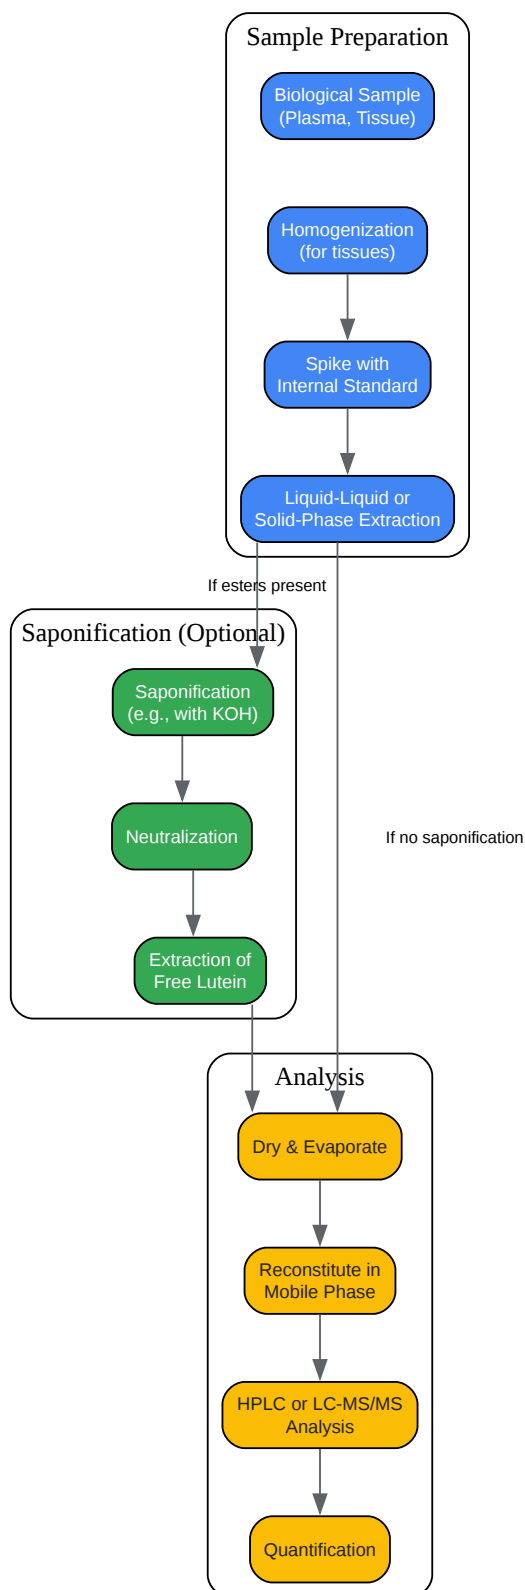 Sample Preparation
Biological Sample
(Plasma, Tissue)
Homogenization
(for tissues)
Spike with
Internal Standard
Liquid-Liquid or
Solid-Phase Extraction
If esters present
Saponification (Optional)
Saponification
(e.g., with KOH)
Neutralization
If no saponification
Extraction of
Free Lutein
Analysis
Dry & Evaporate
Reconstitute in
Mobile Phase
HPLC or LC-MS/MS
Analysis
Quantification